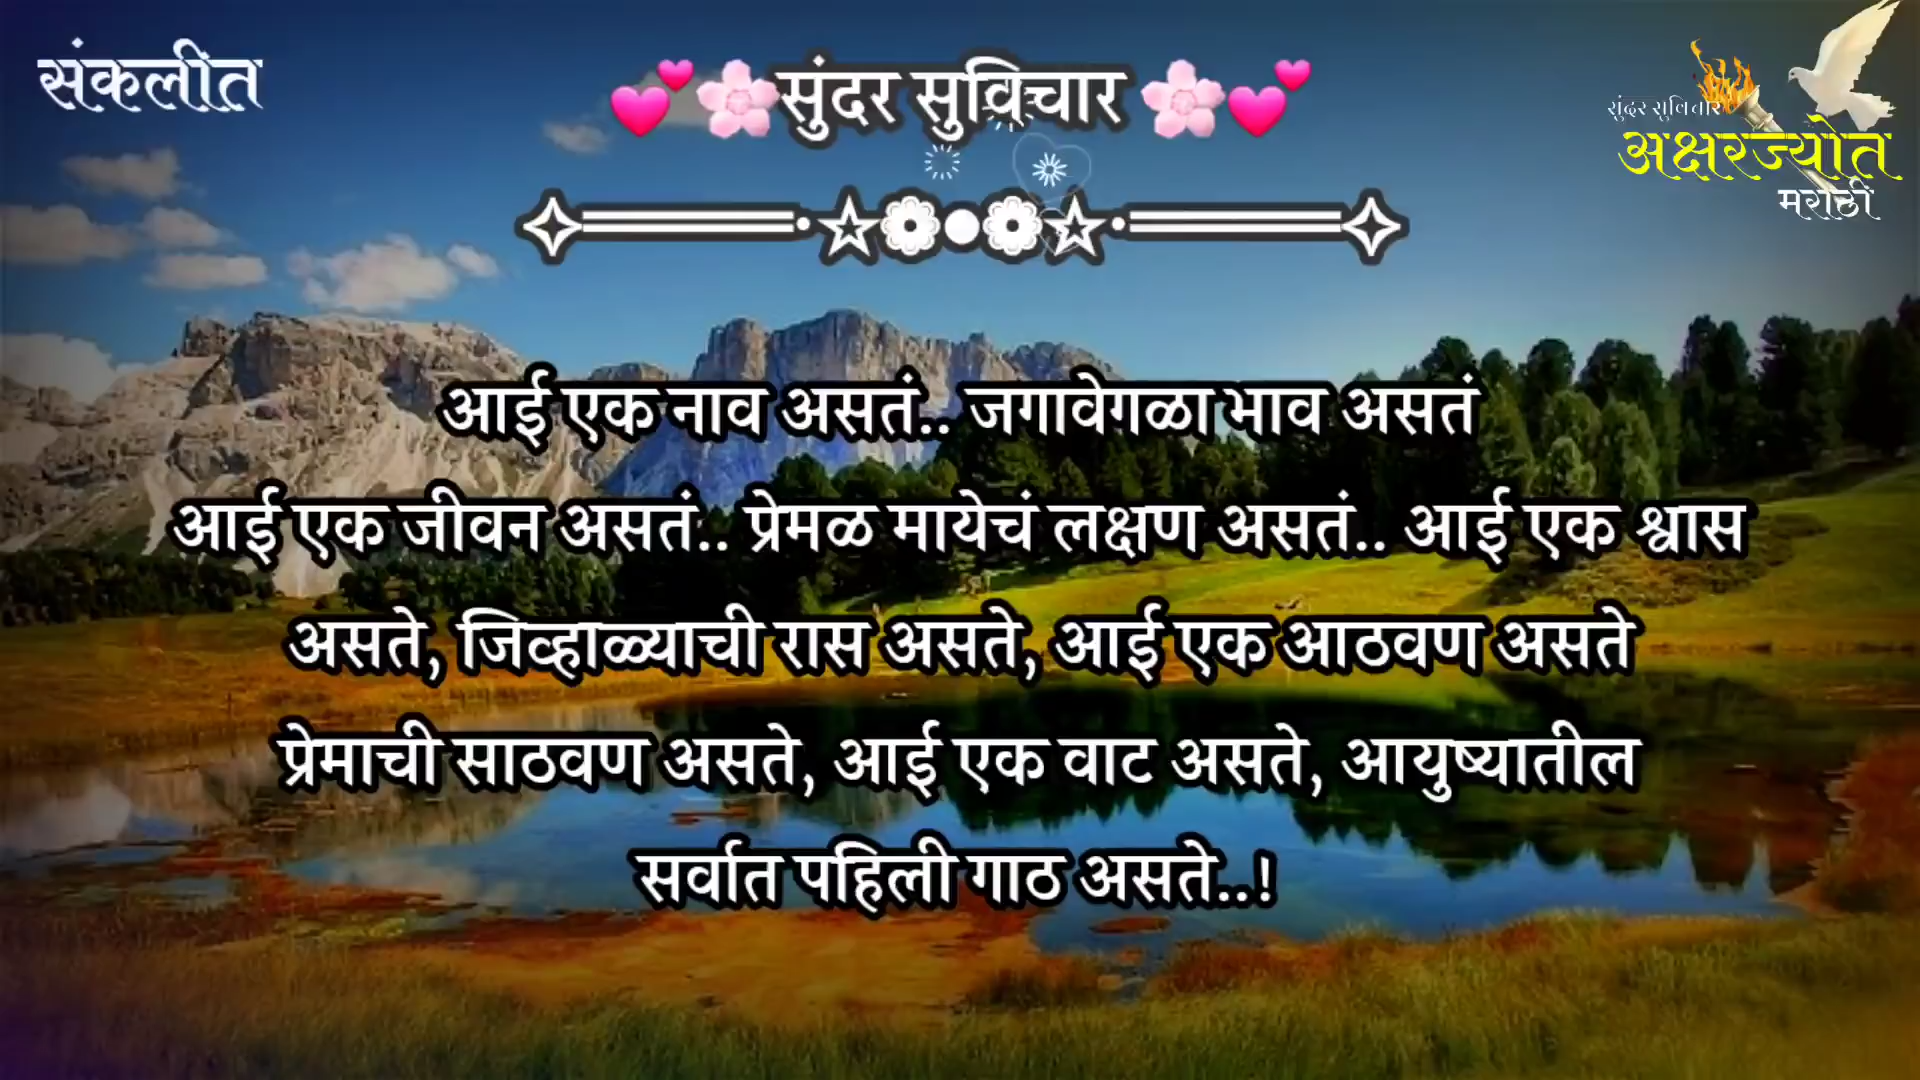 संकलीत
💕🌸सुंदर सुविचार 🌸💕
सुंदर सुविचार
अक्षरज्योत
मराठी
✧═════•☆❁●❁☆•═════✧
आई एक नाव असतं.. जगावेगळा भाव असतं
आई एक जीवन असतं.. प्रेमळ मायेचं लक्षण असतं.. आई एक श्वास
असते, जिव्हाळ्याची रास असते, आई एक आठवण असते
प्रेमाची साठवण असते, आई एक वाट असते, आयुष्यातील
सर्वात पहिली गाठ असते..!